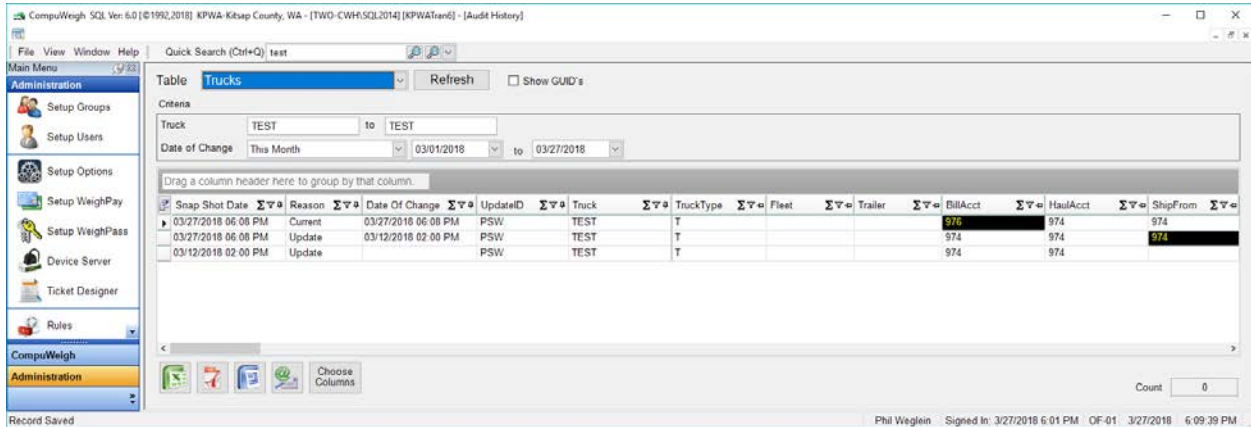 CompuWeigh SQL Ver: 6.0 [©1992,2018] KPWA-Kitsap County, WA - [TWO-CWH\SQL2014] [KPWATran6] - [Audit History]
File View Window Help Quick Search (Ctrl+Q) test
Main Menu
Administration
Setup Groups
Setup Users
Setup Options
Setup WeighPay
Setup WeighPass
Device Server
Ticket Designer
Rules
CompuWeigh
Administration
Table Trucks Refresh Show GUID's
Criteria
Truck TEST to TEST
Date of Change This Month 03/01/2018 to 03/27/2018
Drag a column header here to group by that column.
Snap Shot Date Reason Date Of Change UpdateID Truck TruckType Fleet Trailer BillAcct HaulAcct ShipFrom
03/27/2018 06:08 PM Current 03/27/2018 06:08 PM PSW TEST T 976 974 974
03/27/2018 06:08 PM Update 03/12/2018 02:00 PM PSW TEST T 974 974 974
03/12/2018 02:00 PM Update PSW TEST T 974 974
Choose
Columns
Count 0
Record Saved Phil Weglein Signed In: 3/27/2018 6:01 PM OF-01 3/27/2018 6:09:39 PM